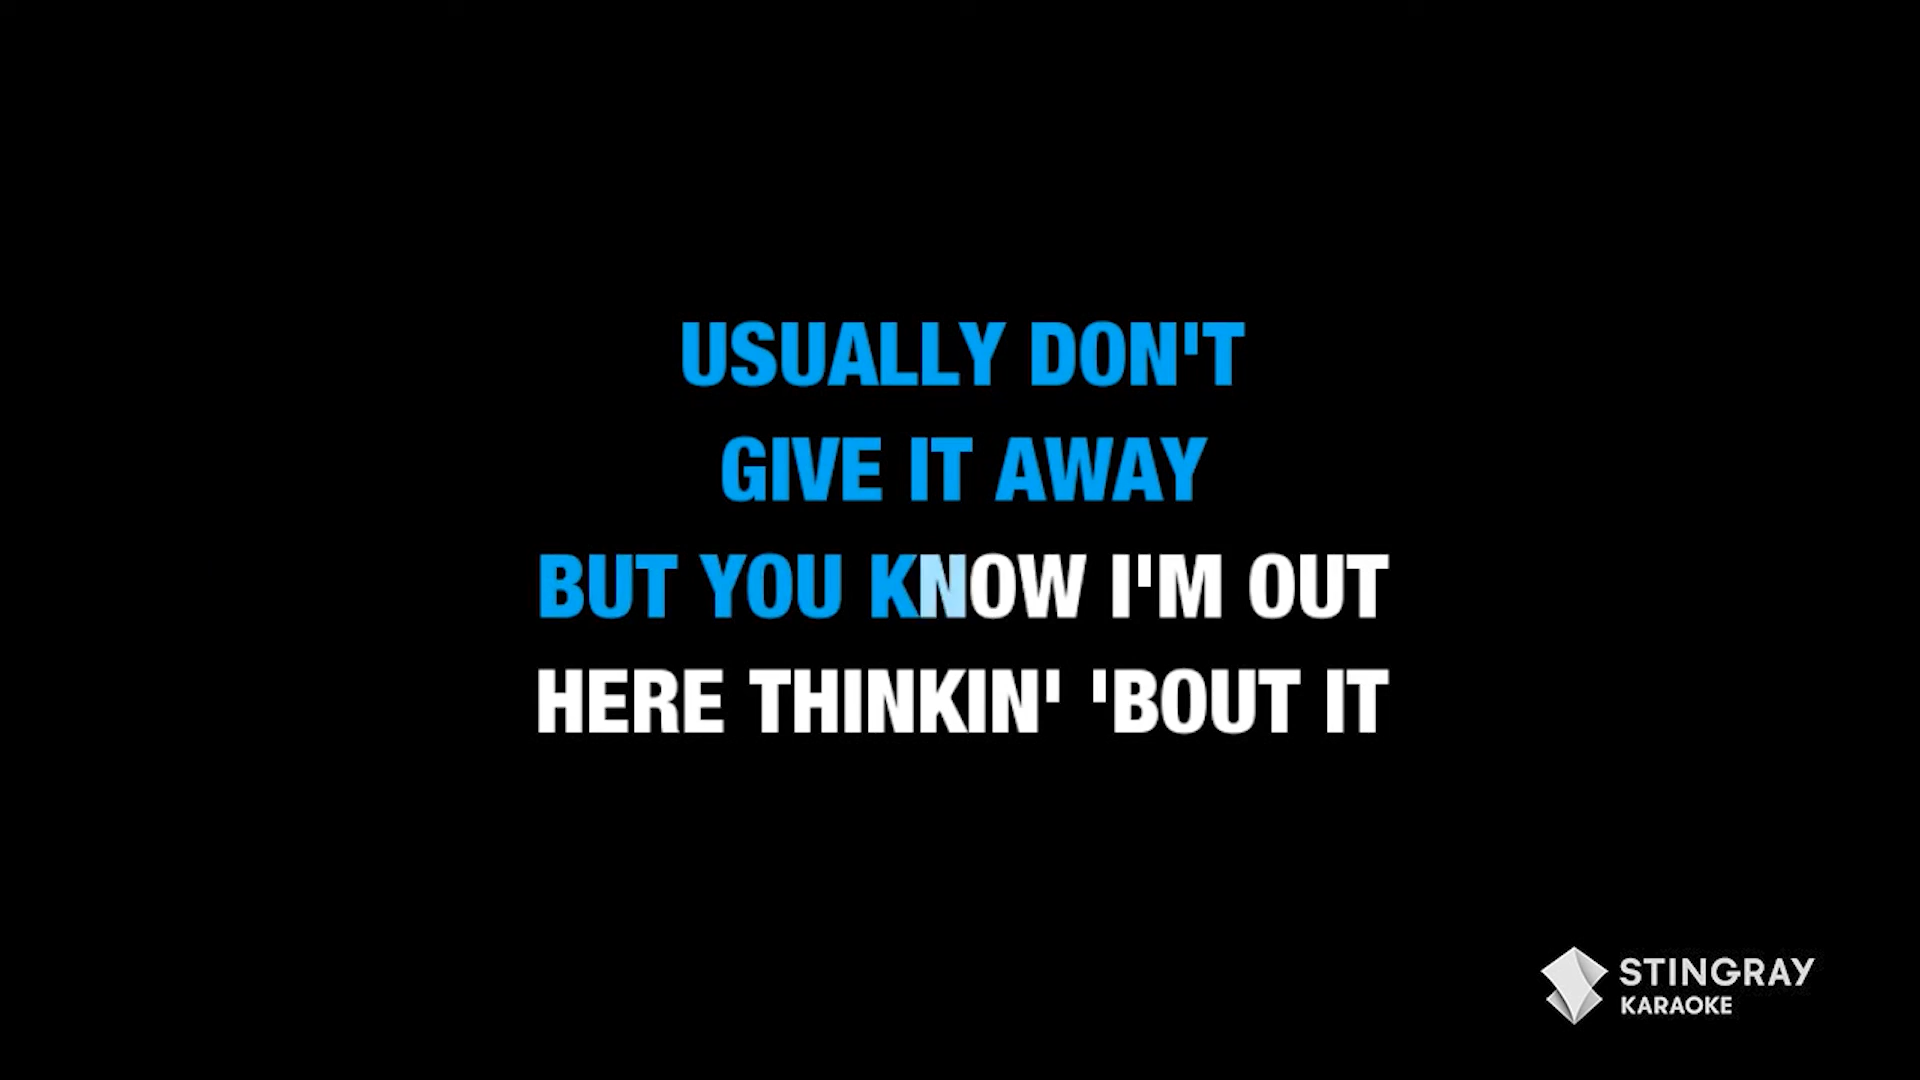 USUALLY DON'T
GIVE IT AWAY
BUT YOU KNOW I'M OUT
HERE THINKIN' 'BOUT IT
STINGRAY
KARAOKE